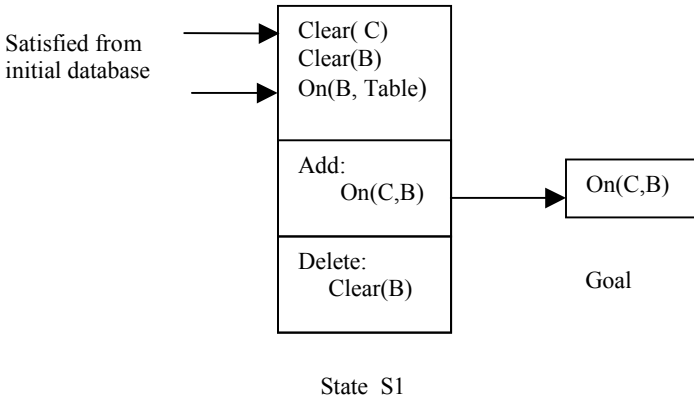 Satisfied from
initial database
Clear( C)
Clear(B)
On(B, Table)
Add:
On(C,B)
Delete:
Clear(B)
On(C,B)
Goal
State S1